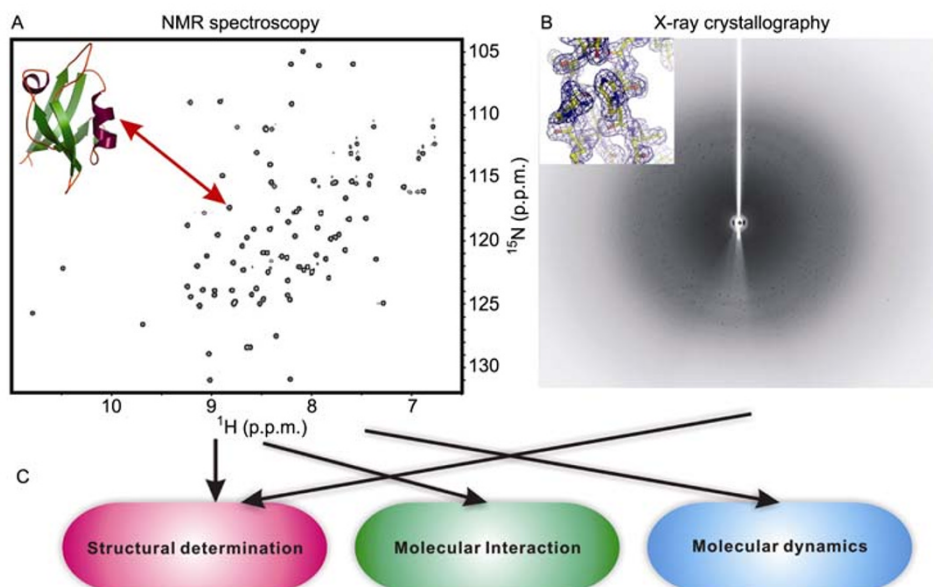 A
NMR spectroscopy
B
X-ray crystallography
105
110
115
120
125
130
¹⁵N (p.p.m.)
10
9
8
7
¹H (p.p.m.)
C
Structural determination
Molecular Interaction
Molecular dynamics